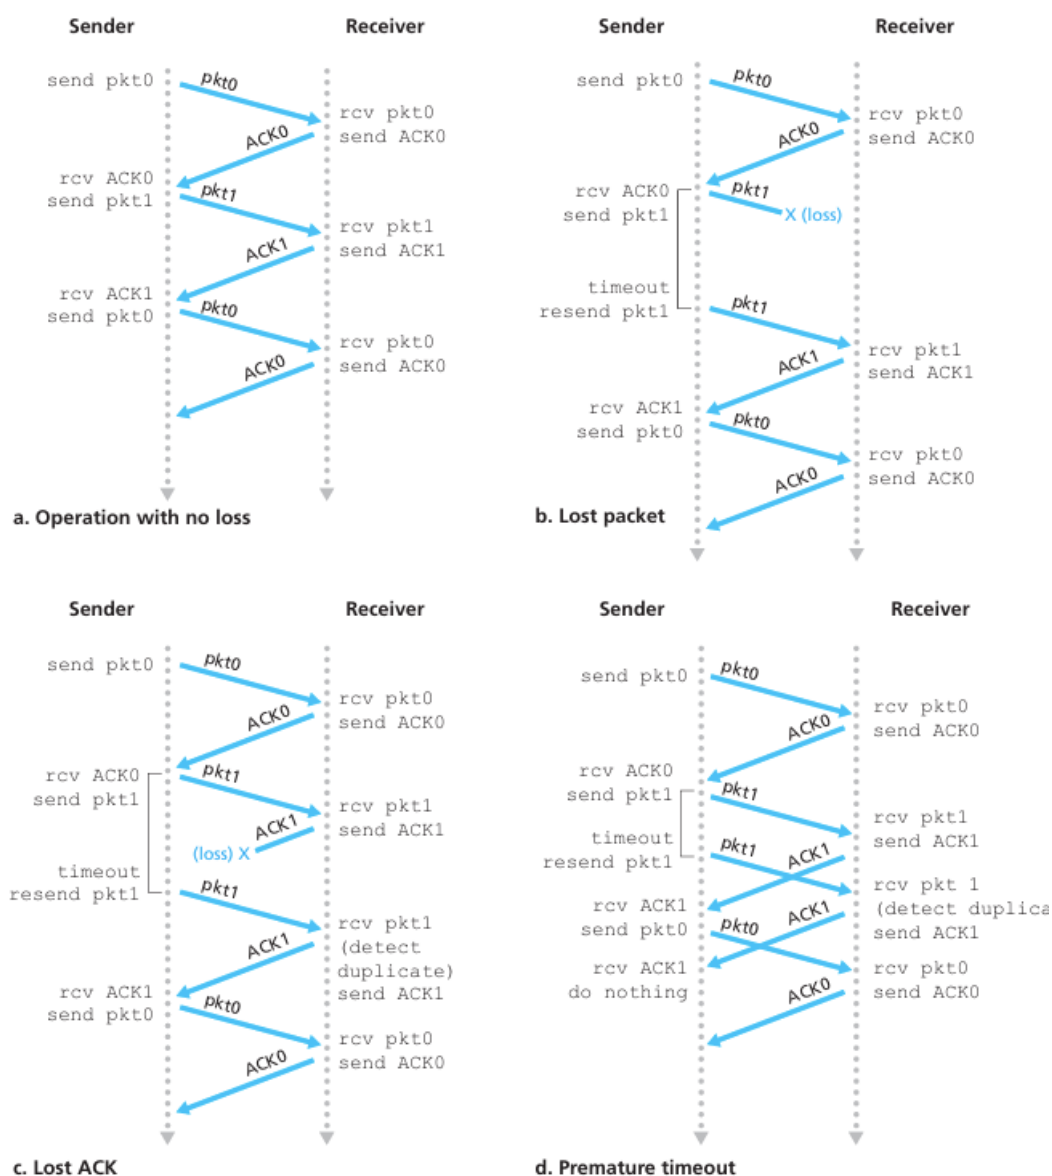 Sender
Receiver
send pkt0
pkt0
rcv pkt0
send ACK0
ACK0
rcv ACK0
send pkt1
pkt1
rcv pkt1
send ACK1
ACK1
rcv ACK1
send pkt0
pkt0
rcv pkt0
send ACK0
ACK0
a. Operation with no loss
Sender
Receiver
send pkt0
pkt0
rcv pkt0
send ACK0
ACK0
rcv ACK0
send pkt1
pkt1
X (loss)
timeout
resend pkt1
pkt1
rcv pkt1
send ACK1
ACK1
rcv ACK1
send pkt0
pkt0
rcv pkt0
send ACK0
ACK0
b. Lost packet
Sender
Receiver
send pkt0
pkt0
rcv pkt0
send ACK0
ACK0
rcv ACK0
send pkt1
pkt1
rcv pkt1
send ACK1
ACK1
(loss) X
timeout
resend pkt1
pkt1
rcv pkt1
(detect
duplicate)
send ACK1
ACK1
rcv ACK1
send pkt0
pkt0
rcv pkt0
send ACK0
ACK0
c. Lost ACK
Sender
Receiver
send pkt0
pkt0
rcv pkt0
send ACK0
ACK0
rcv ACK0
send pkt1
pkt1
rcv pkt1
send ACK1
timeout
resend pkt1
pkt1
ACK1
rcv pkt 1
(detect duplica
send ACK1
rcv ACK1
send pkt0
pkt0
ACK1
rcv ACK1
do nothing
rcv pkt0
send ACK0
ACK0
d. Premature timeout